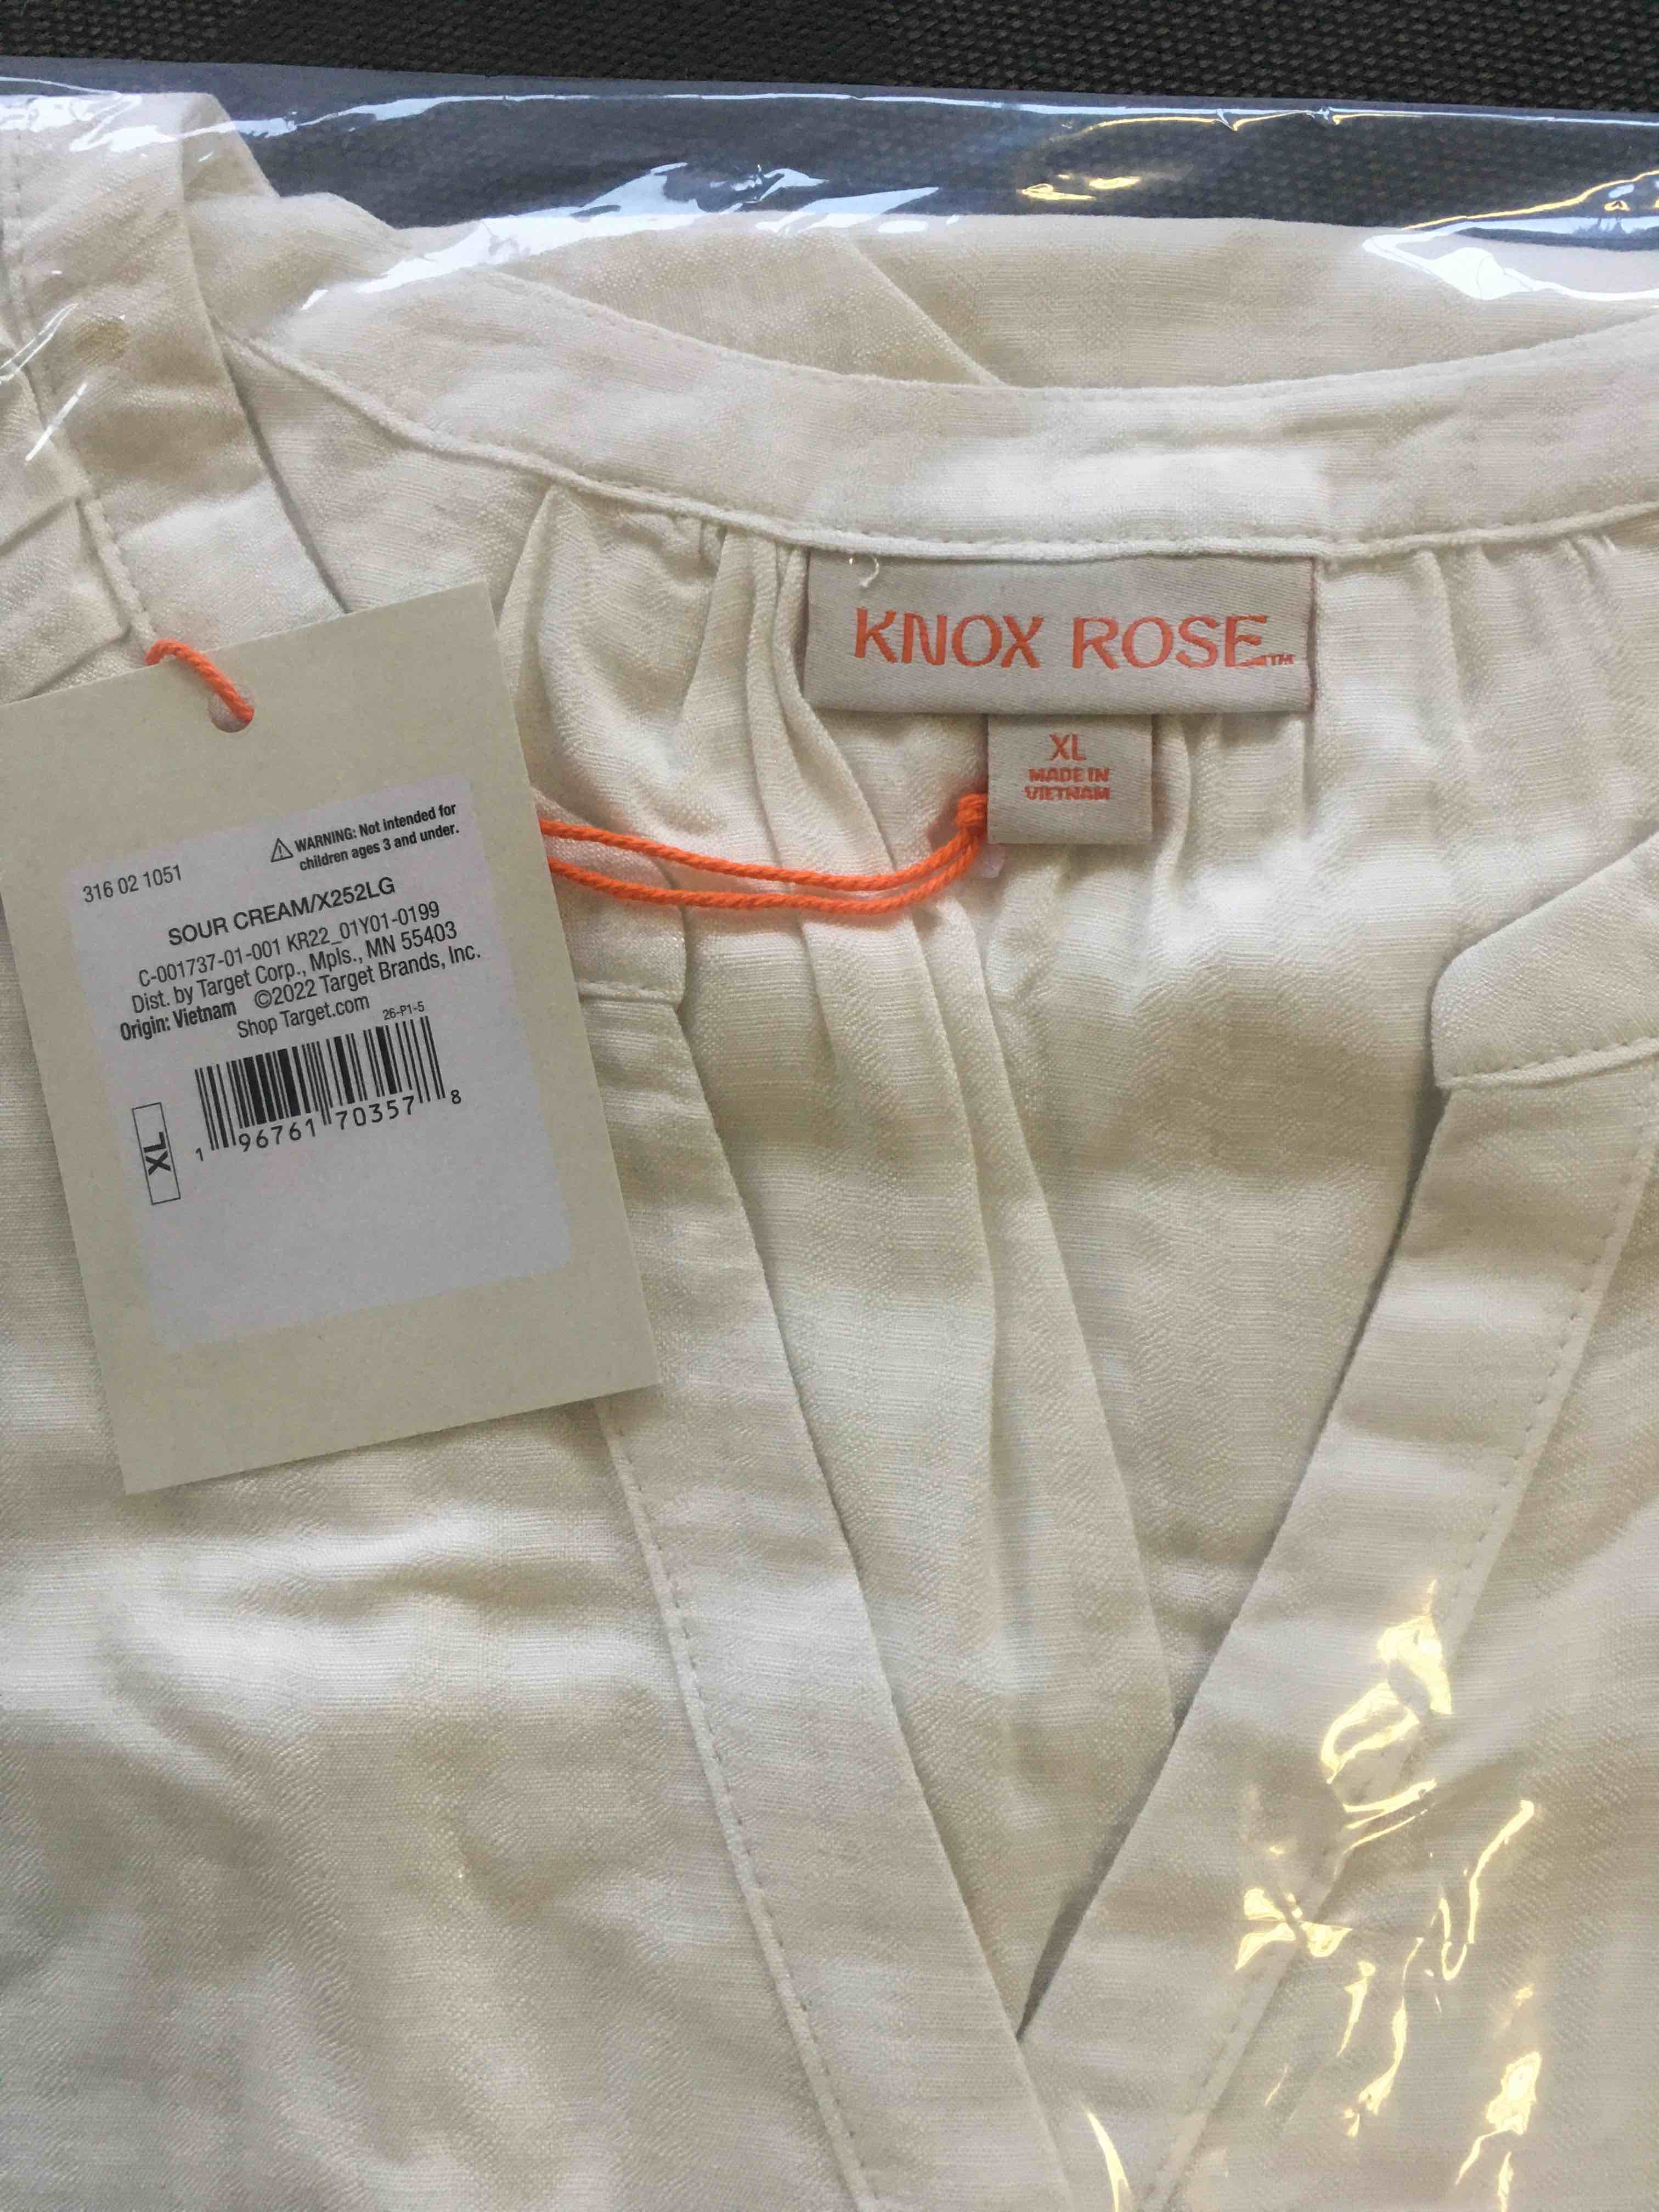 KNOX ROSE™
XL
MADE IN
VIETNAM
WARNING: Not intended for
children ages 3 and under.
316 02 1051
SOUR CREAM/X252LG
C-001737-01-001 KR22_01Y01-0199
Dist. by Target Corp., Mpls., MN 55403
Origin: Vietnam ©2022 Target Brands, Inc.
Shop Target.com 26-P1-5
XL
1 96761 70357 8